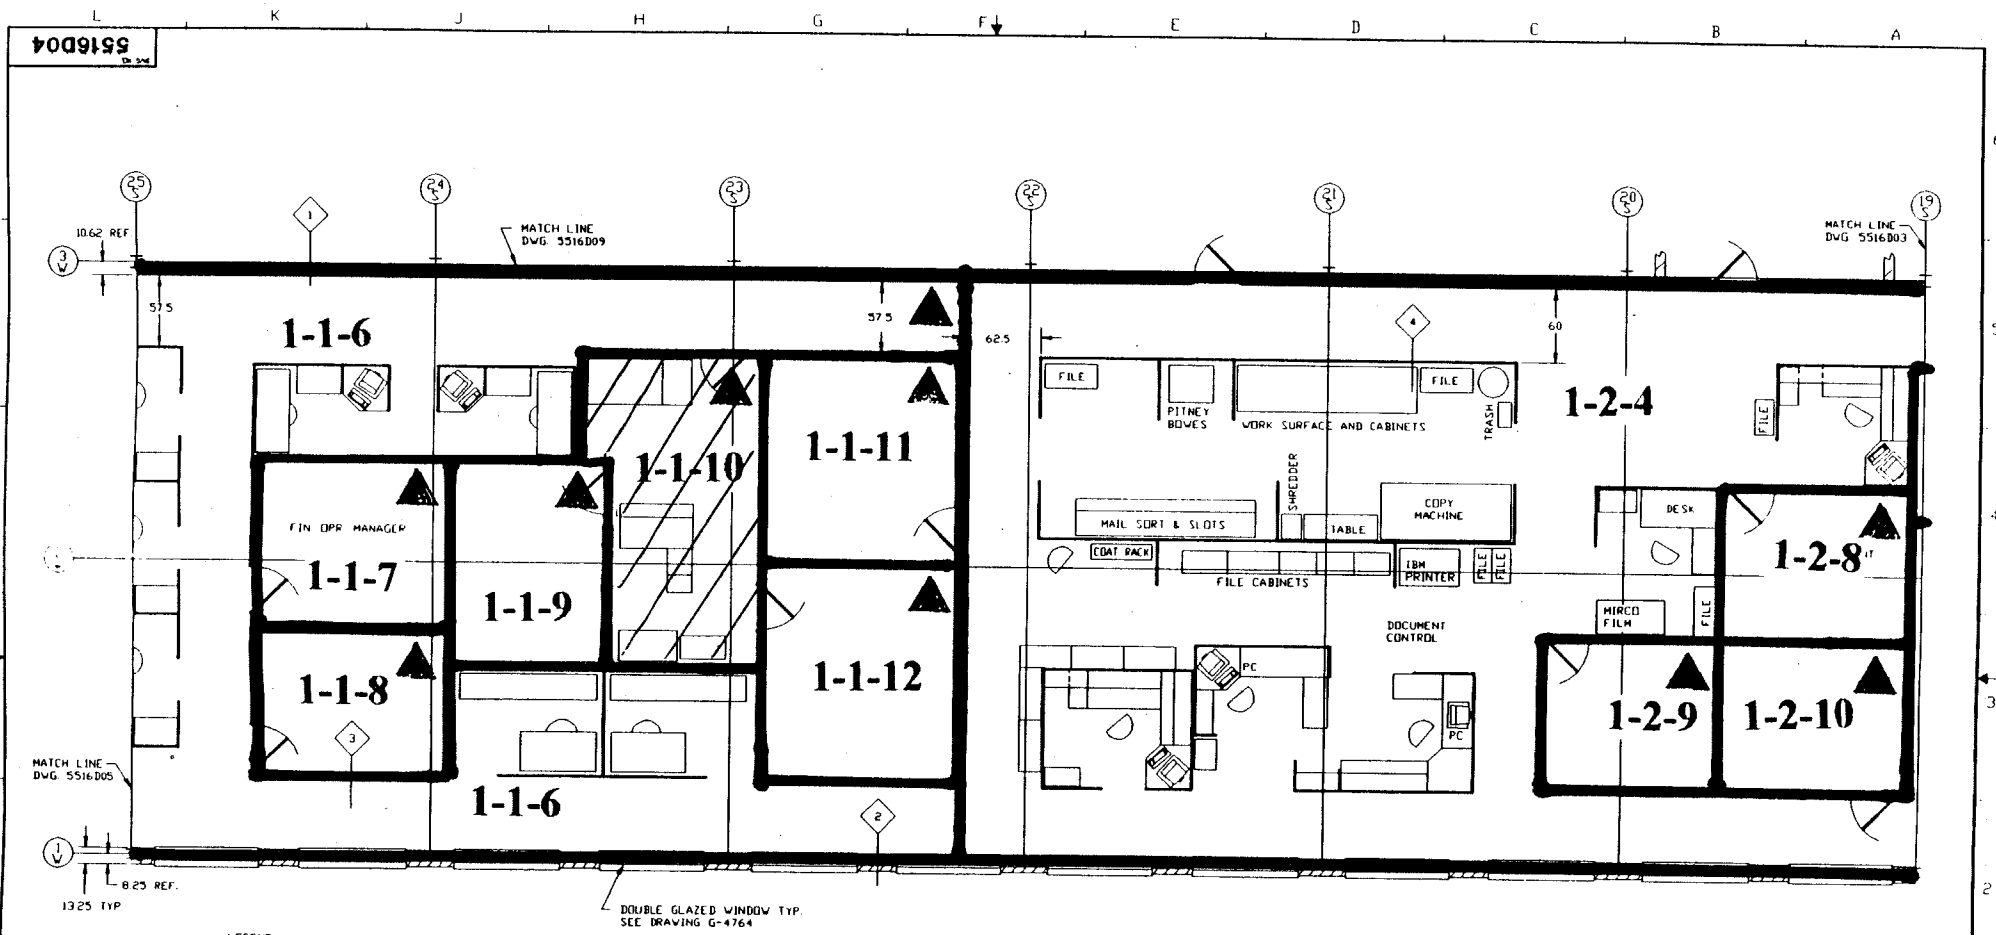 L K J H G F E D C B A
5516D04
25 S
24 S
23 S
22 S
21 S
20 S
19 S
1
MATCH LINE
DWG. 5516D09
MATCH LINE
DWG 5516D03
10.62 REF
3 W
57.5
57.5
62.5
4
60
1-1-6
1-2-4
FILE
PITNEY
BOWES
WORK SURFACE AND CABINETS
FILE
TRASH
FILE
1-1-10
1-1-11
SHREDDER
FIN OPR MANAGER
1-1-7
1-1-9
MAIL SORT & SLOTS
TABLE
COPY
MACHINE
DESK
COAT RACK
FILE CABINETS
IBM
PRINTER
FILE
FILE
1-2-8
MIRCO
FILM
FILE
DOCUMENT
CONTROL
1-1-8
1-1-12
PC
PC
1-2-9
1-2-10
3
3
MATCH LINE
DWG. 5516D05
1-1-6
2
1 W
8.25 REF.
13.25 TYP
DOUBLE GLAZED WINDOW TYP.
SEE DRAWING G-4764
2